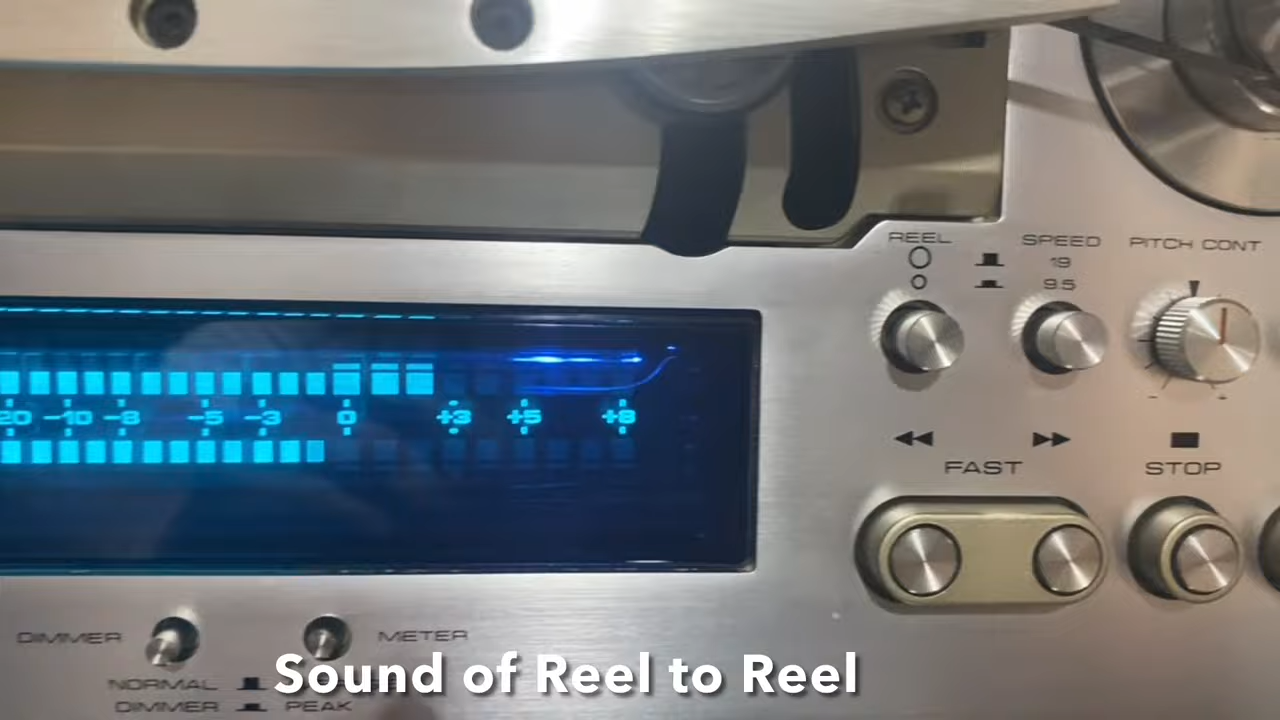 REEL
SPEED
PITCH CONT
19
9.5
-20 -10 -8 -5 -3 0 +3 +5 +8
- +
FAST
STOP
DIMMER
METER
NORMAL
DIMMER PEAK
Sound of Reel to Reel